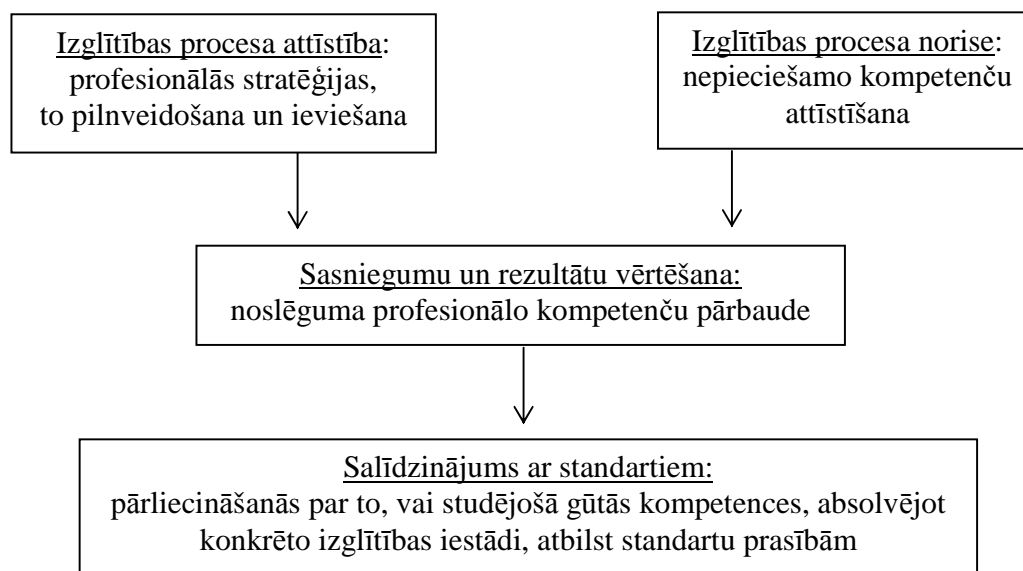 Izglītības procesa attīstība:
profesionālās stratēģijas,
to pilnveidošana un ieviešana
Izglītības procesa norise:
nepieciešamo kompetenču
attīstīšana
Sasniegumu un rezultātu vērtēšana:
noslēguma profesionālo kompetenču pārbaude
Salīdzinājums ar standartiem:
pārliecināšanās par to, vai studējošā gūtās kompetences, absolvējot
konkrēto izglītības iestādi, atbilst standartu prasībām